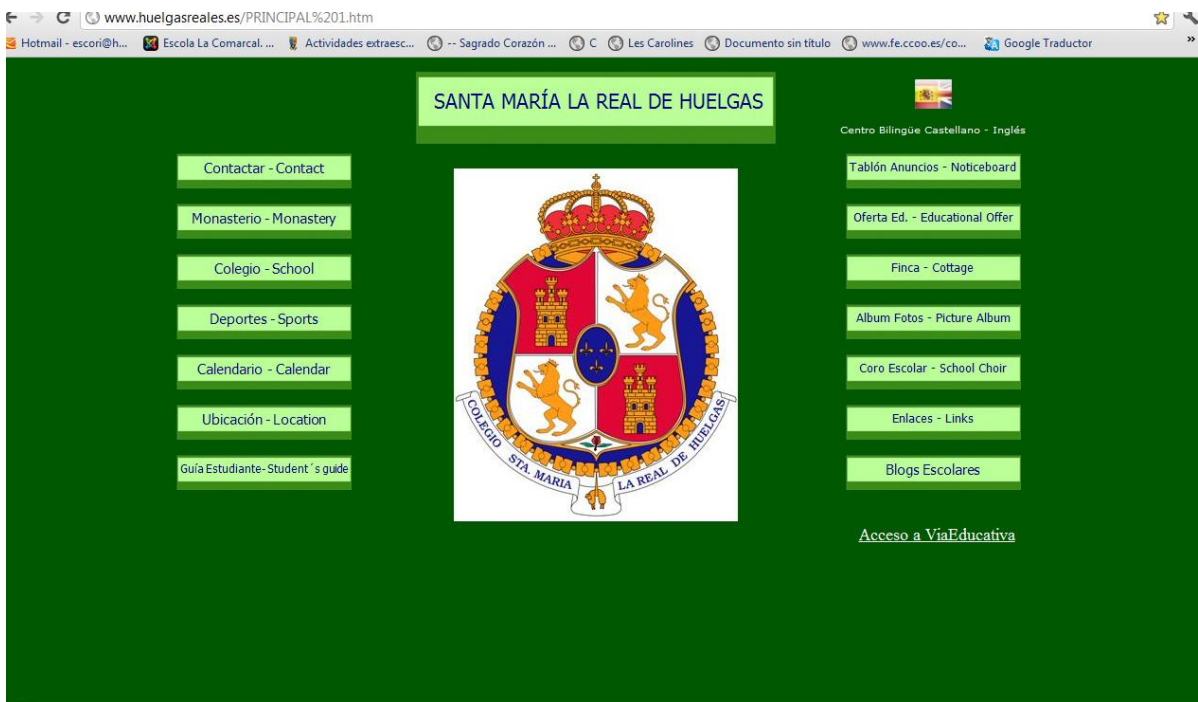 www.huelgasreales.es/PRINCIPAL%201.htm
Hotmail - escori@h... Escola La Comarcal. ... Actividades extraesc... -- Sagrado Corazón ... C Les Carolines Documento sin título www.fe.ccoo.es/co... Google Traductor »
SANTA MARÍA LA REAL DE HUELGAS
Centro Bilingüe Castellano - Inglés
Contactar - Contact
Monasterio - Monastery
Colegio - School
Deportes - Sports
Calendario - Calendar
Ubicación - Location
Guía Estudiante-Student´s guide
COLEGIO STA. MARIA LA REAL DE HUELGAS
Tablón Anuncios - Noticeboard
Oferta Ed. - Educational Offer
Finca - Cottage
Album Fotos - Picture Album
Coro Escolar - School Choir
Enlaces - Links
Blogs Escolares
Acceso a ViaEducativa